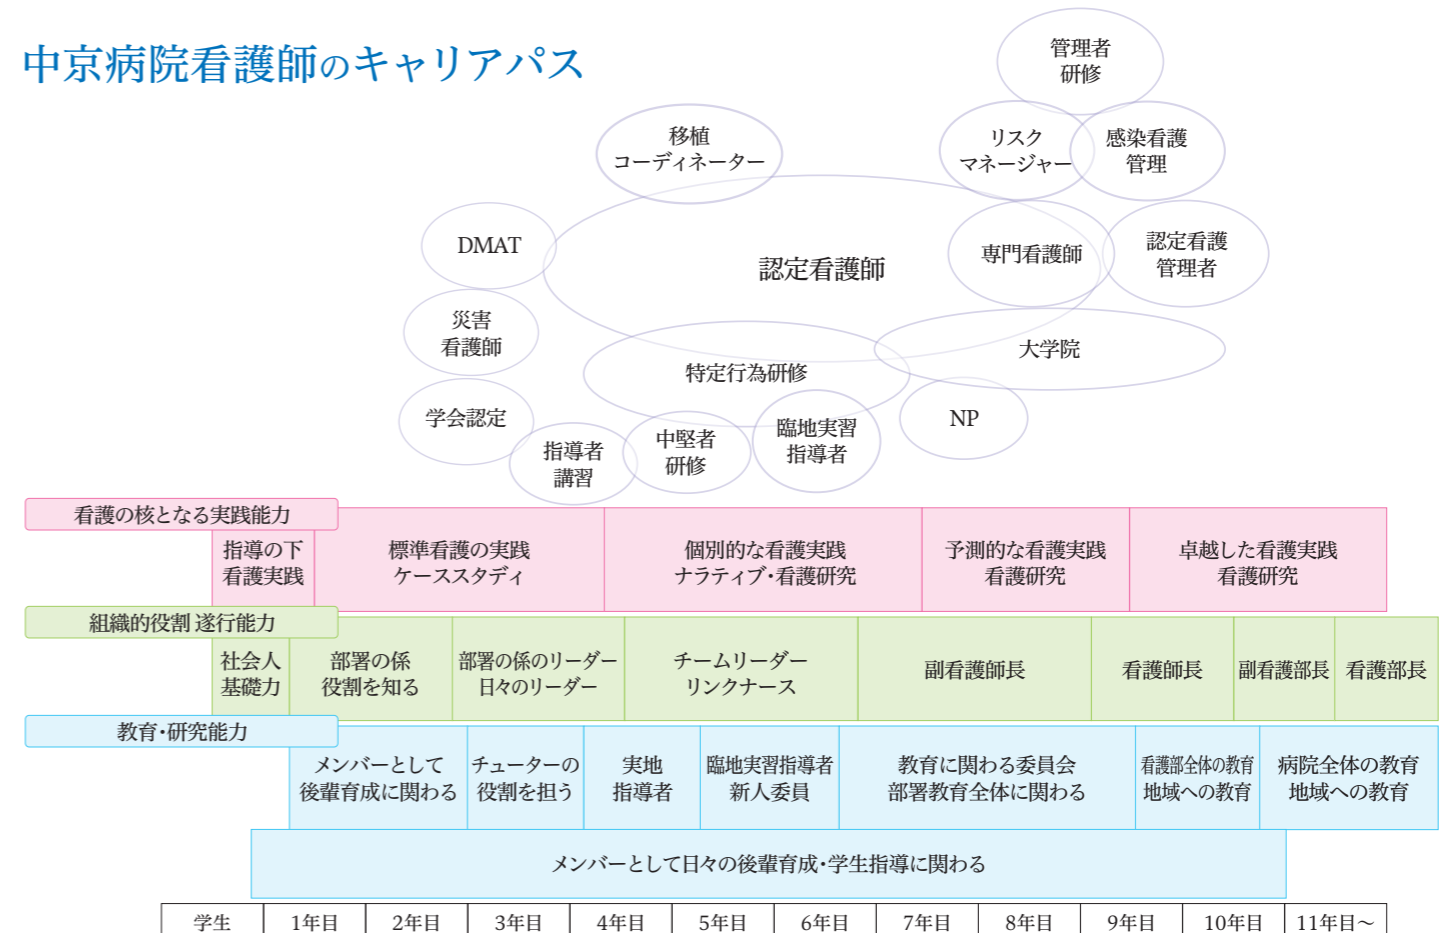 中京病院看護師のキャリアパス
管理者
研修
移植
コーディネーター
リスク
マネージャー
感染看護
管理
DMAT
認定看護師
専門看護師
認定看護
管理者
災害
看護師
大学院
特定行為研修
学会認定
指導者
講習
中堅者
研修
臨地実習
指導者
NP
看護の核となる実践能力
指導の下
看護実践
標準看護の実践
ケーススタディ
個別的な看護実践
ナラティブ・看護研究
予測的な看護実践
看護研究
卓越した看護実践
看護研究
組織的役割 遂行能力
社会人
基礎力
部署の係
役割を知る
部署の係のリーダー
日々のリーダー
チームリーダー
リンクナース
副看護師長
看護師長
副看護部長
看護部長
教育・研究能力
メンバーとして
後輩育成に関わる
チューターの
役割を担う
実地
指導者
臨地実習指導者
新人委員
教育に関わる委員会
部署教育全体に関わる
看護部全体の教育
地域への教育
病院全体の教育
地域への教育
メンバーとして日々の後輩育成・学生指導に関わる
学生 1年目 2年目 3年目 4年目 5年目 6年目 7年目 8年目 9年目 10年目 11年目～